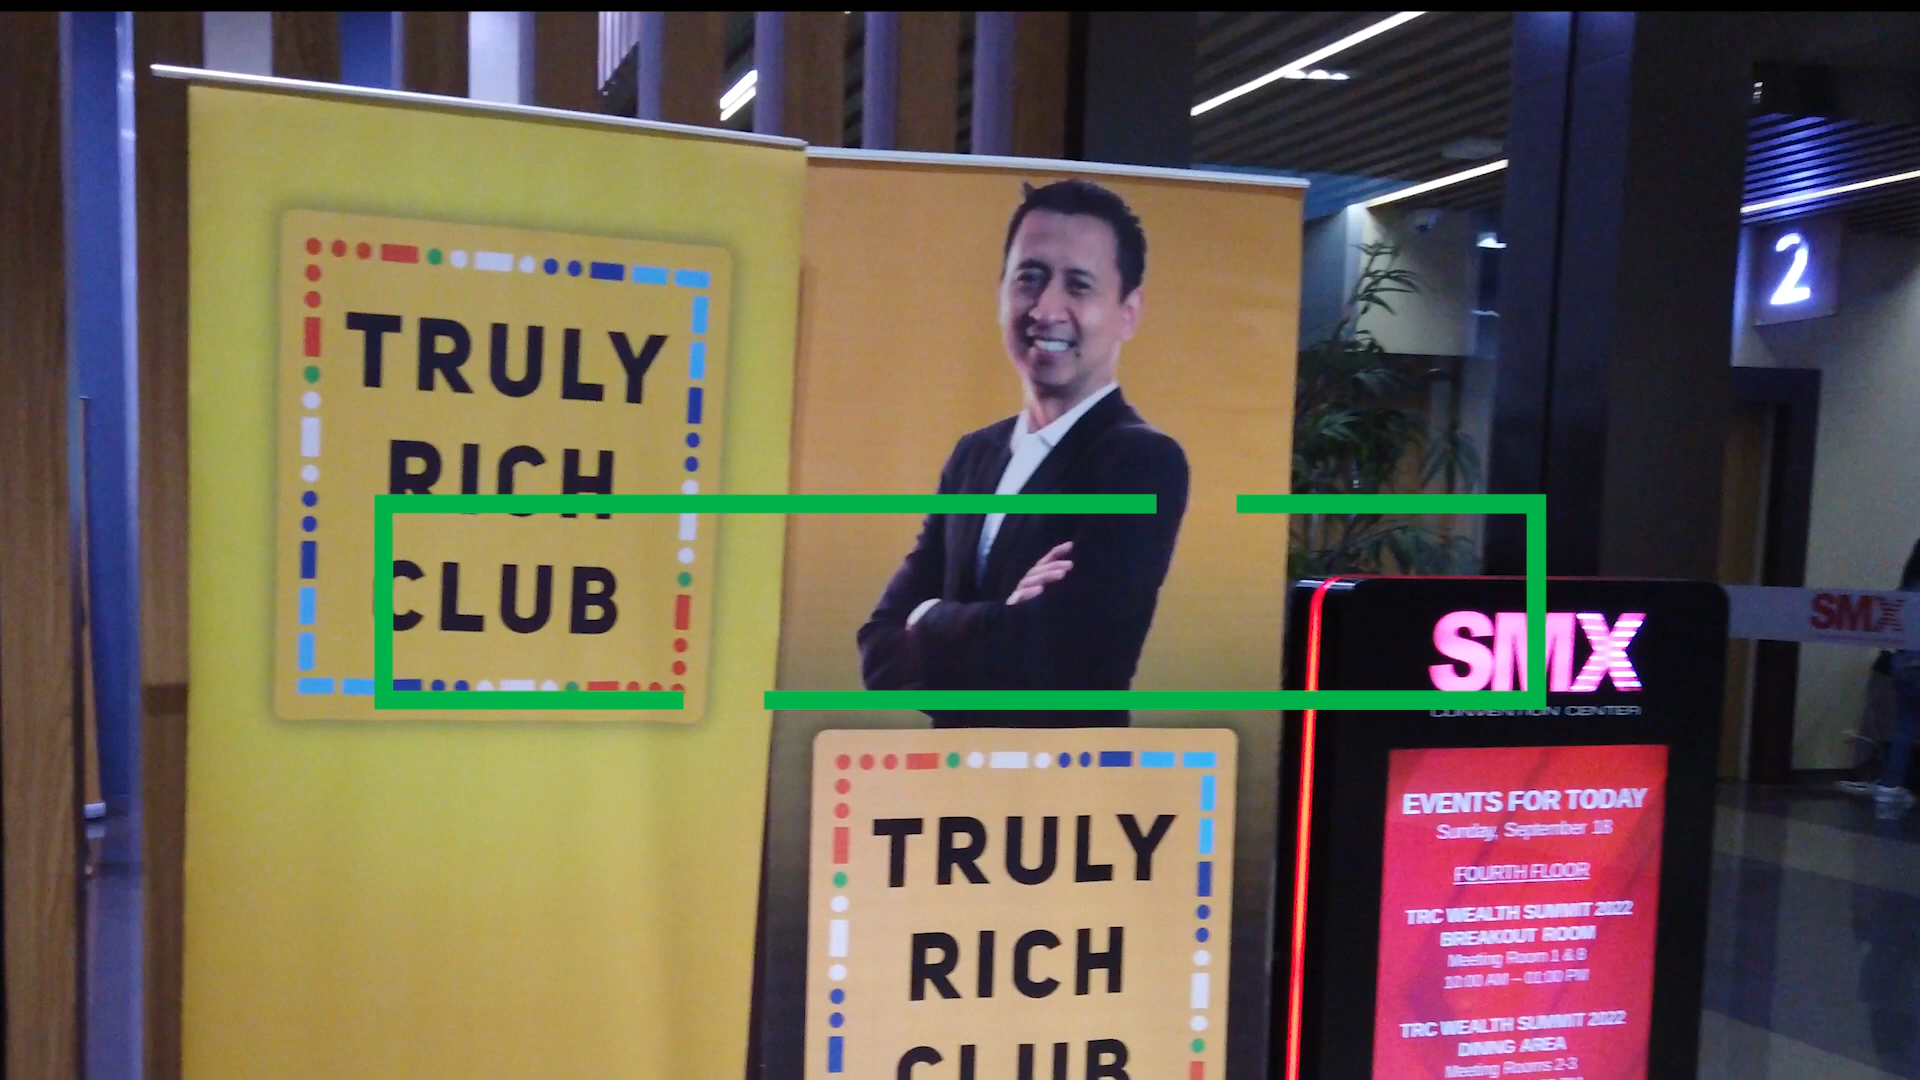 TRULY
RICH
CLUB
TRULY
RICH
CLUB
2
SMX
CONVENTION CENTER
EVENTS FOR TODAY
Sunday, September 18
FOURTH FLOOR
TRC WEALTH SUMMIT 2022
BREAKOUT ROOM
Meeting Room 1 & 8
10:00 AM – 01:00 PM
TRC WEALTH SUMMIT 2022
DINING AREA
Meeting Rooms 2-3
SMX